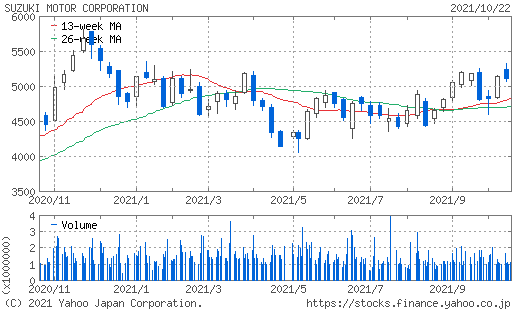 SUZUKI MOTOR CORPORATION 2021/10/22
6000
13-week MA
26-week MA
5500
5000
4500
4000
3500
2020/11 2021/1 2021/3 2021/5 2021/7 2021/9
4
Volume
3
2
1
0
(x1000000)
2020/11 2021/1 2021/3 2021/5 2021/7 2021/9
(C) 2021 Yahoo Japan Corporation. https://stocks.finance.yahoo.co.jp